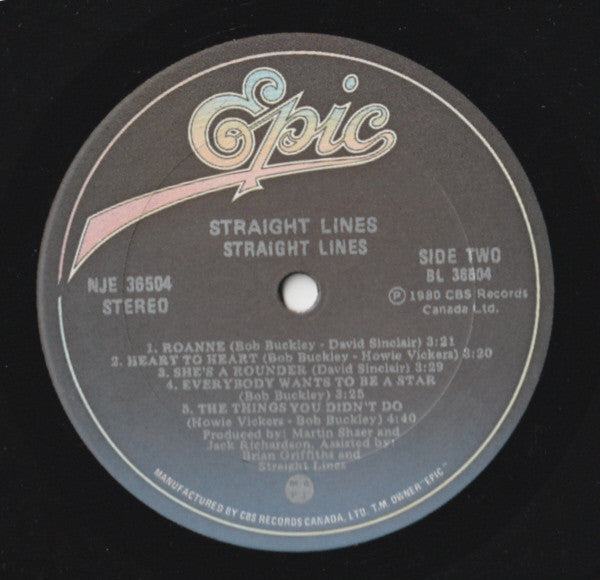 Epic
STRAIGHT LINES
STRAIGHT LINES
NJE 36504
STEREO
SIDE TWO
BL 36804
℗ 1980 CBS Records
Canada Ltd.
1. ROANNE (Bob Buckley - David Sinclair) 3:21
2. HEART TO HEART (Bob Buckley - Howie Vickers) 3:20
3. SHE'S A ROUNDER (David Sinclair) 3:29
4. EVERYBODY WANTS TO BE A STAR
(Bob Buckley) 3:25
5. THE THINGS YOU DIDN'T DO
(Howie Vickers - Bob Buckley) 4:40
Produced by: Martin Shaer and
Jack Richardson, Assisted by:
Brian Griffiths and
Straight Lines
MANUFACTURED BY CBS RECORDS CANADA, LTD. T.M. OWNER "EPIC"